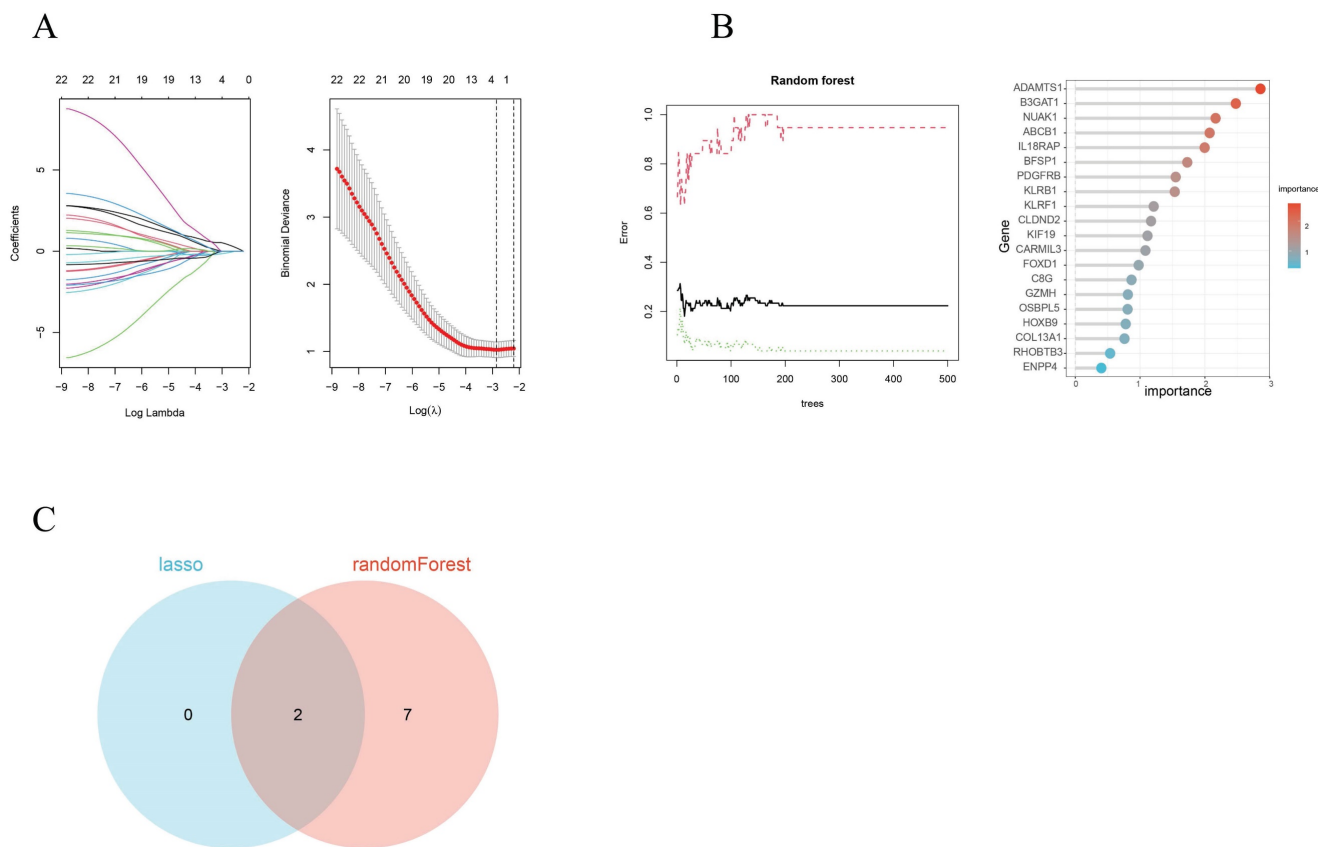 A
B
22 22 21 19 19 13 4 0
Coefficients
5
0
−5
−9 −8 −7 −6 −5 −4 −3 −2
Log Lambda
22 22 21 20 19 20 13 4 1
Binomial Deviance
4
3
2
1
−9 −8 −7 −6 −5 −4 −3 −2
Log(λ)
Random forest
Error
1.0
0.8
0.6
0.4
0.2
0 100 200 300 400 500
trees
Gene
ADAMTS1
B3GAT1
NUAK1
ABCB1
IL18RAP
BFSP1
PDGFRB
KLRB1
KLRF1
CLDND2
KIF19
CARMIL3
FOXD1
C8G
GZMH
OSBPL5
HOXB9
COL13A1
RHOBTB3
ENPP4
0 1 2 3
importance
importance
2
1
C
lasso
randomForest
0 2 7